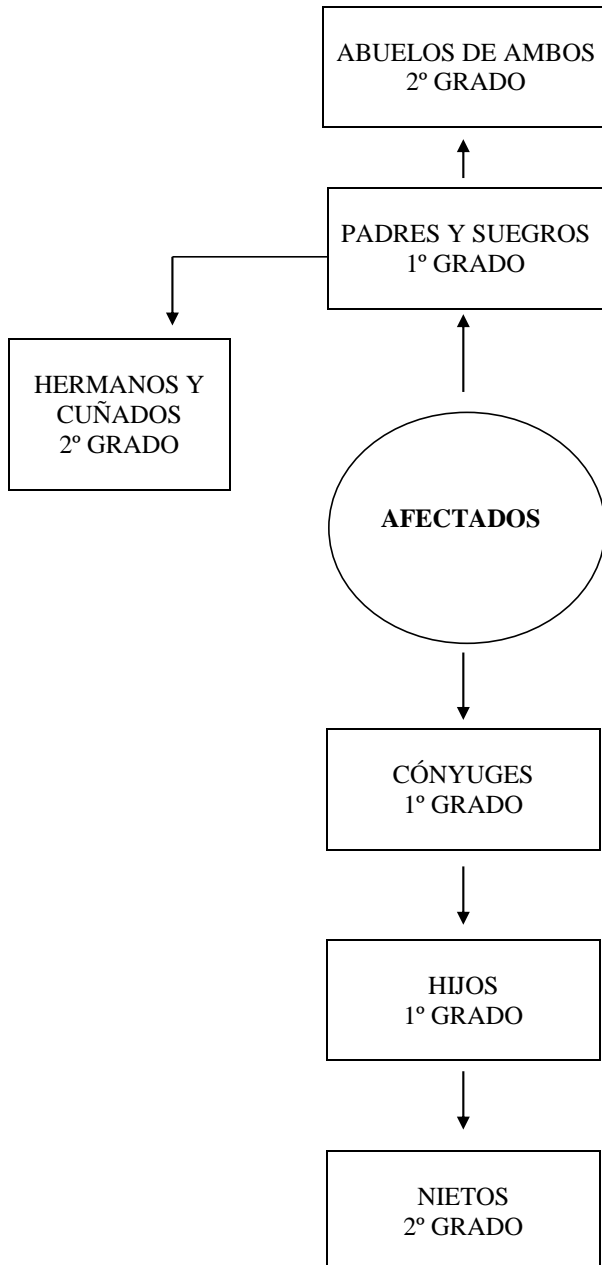 ABUELOS DE AMBOS
2º GRADO
PADRES Y SUEGROS
1º GRADO
HERMANOS Y
CUÑADOS
2º GRADO
AFECTADOS
CÓNYUGES
1º GRADO
HIJOS
1º GRADO
NIETOS
2º GRADO